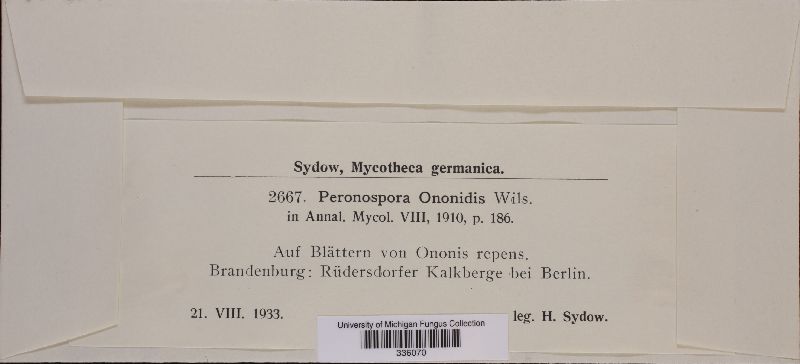 Sydow, Mycotheca germanica.
2667. Peronospora Ononidis Wils.
in Annal. Mycol. VIII, 1910, p. 186.
Auf Blättern von Ononis repens.
Brandenburg: Rüdersdorfer Kalkberge bei Berlin.
21. VIII. 1933. leg. H. Sydow.
University of Michigan Fungus Collection
336070